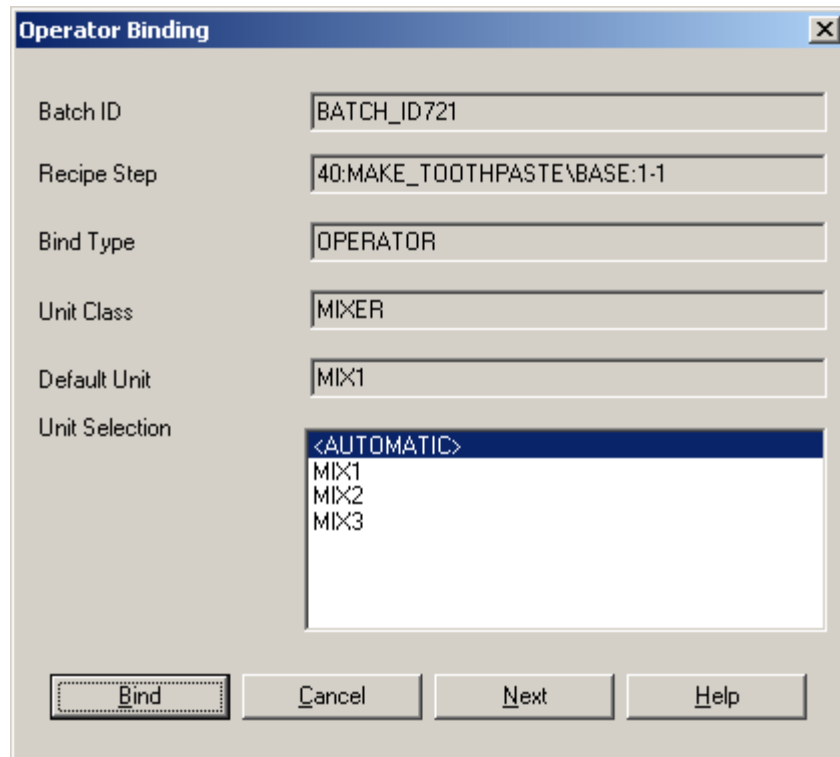 Operator Binding
Batch ID BATCH_ID721
Recipe Step 40:MAKE_TOOTHPASTE\BASE:1-1
Bind Type OPERATOR
Unit Class MIXER
Default Unit MIX1
Unit Selection
<AUTOMATIC>
MIX1
MIX2
MIX3
Bind Cancel Next Help